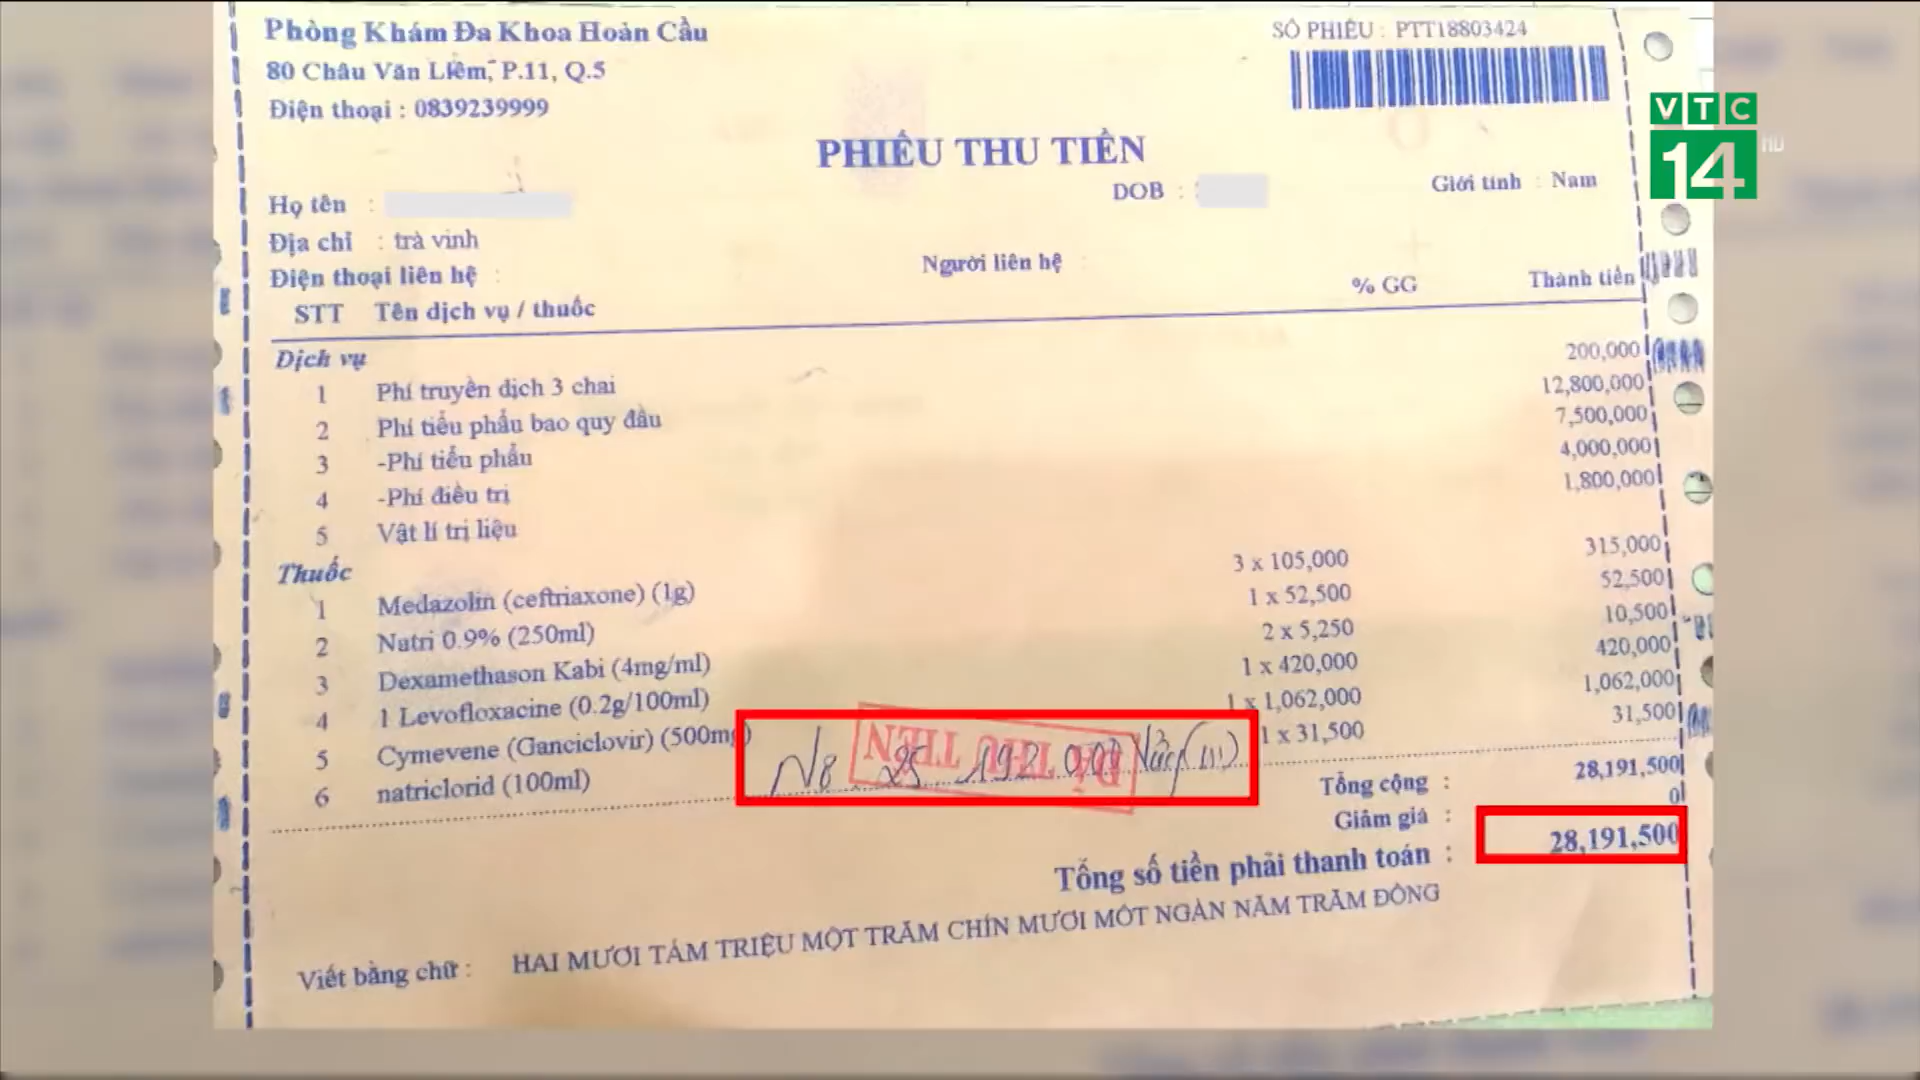 Phòng Khám Đa Khoa Hoàn Cầu
80 Châu Văn Liêm, P.11, Q.5
Điện thoại : 0839239999
SỐ PHIẾU : PTT18803424
VTC
14
HD
PHIẾU THU TIỀN
Họ tên :
DOB :
Giới tính : Nam
Địa chỉ : trà vinh
Điện thoại liên hệ :
Người liên hệ :
STT Tên dịch vụ / thuốc % GG Thành tiền
Dịch vụ
1 Phí truyền dịch 3 chai 200,000
2 Phí tiểu phẫu bao quy đầu 12,800,000
3 -Phí tiểu phẫu 7,500,000
4 -Phí điều trị 4,000,000
5 Vật lí trị liệu 1,800,000
Thuốc
1 Medazolin (ceftriaxone) (1g) 3 x 105,000 315,000
2 Natri 0.9% (250ml) 1 x 52,500 52,500
3 Dexamethason Kabi (4mg/ml) 2 x 5,250 10,500
4 1 Levofloxacine (0.2g/100ml) 1 x 420,000 420,000
5 Cymevene (Ganciclovir) (500mg) 1 x 1,062,000 1,062,000
6 natriclorid (100ml) 1 x 31,500 31,500
ĐÃ THU TIỀN
25.192.000
Tổng cộng : 28,191,500
Giảm giá : 0
Tổng số tiền phải thanh toán : 28,191,500
Viết bằng chữ : HAI MƯƠI TÁM TRIỆU MỘT TRĂM CHÍN MƯƠI MỐT NGÀN NĂM TRĂM ĐỒNG